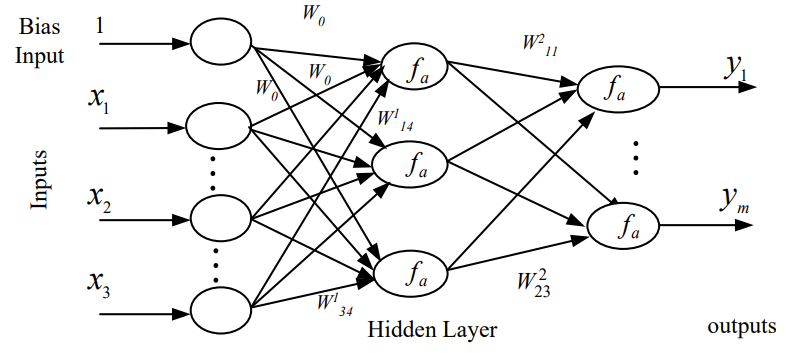 Bias
Input
1
W₀
W₀
W₀
fₐ
W²₁₁
fₐ
y₁
x₁
W¹₁₄
fₐ
Inputs
x₂
fₐ
yₘ
x₃
fₐ
W¹₃₄
W²₂₃
Hidden Layer
outputs